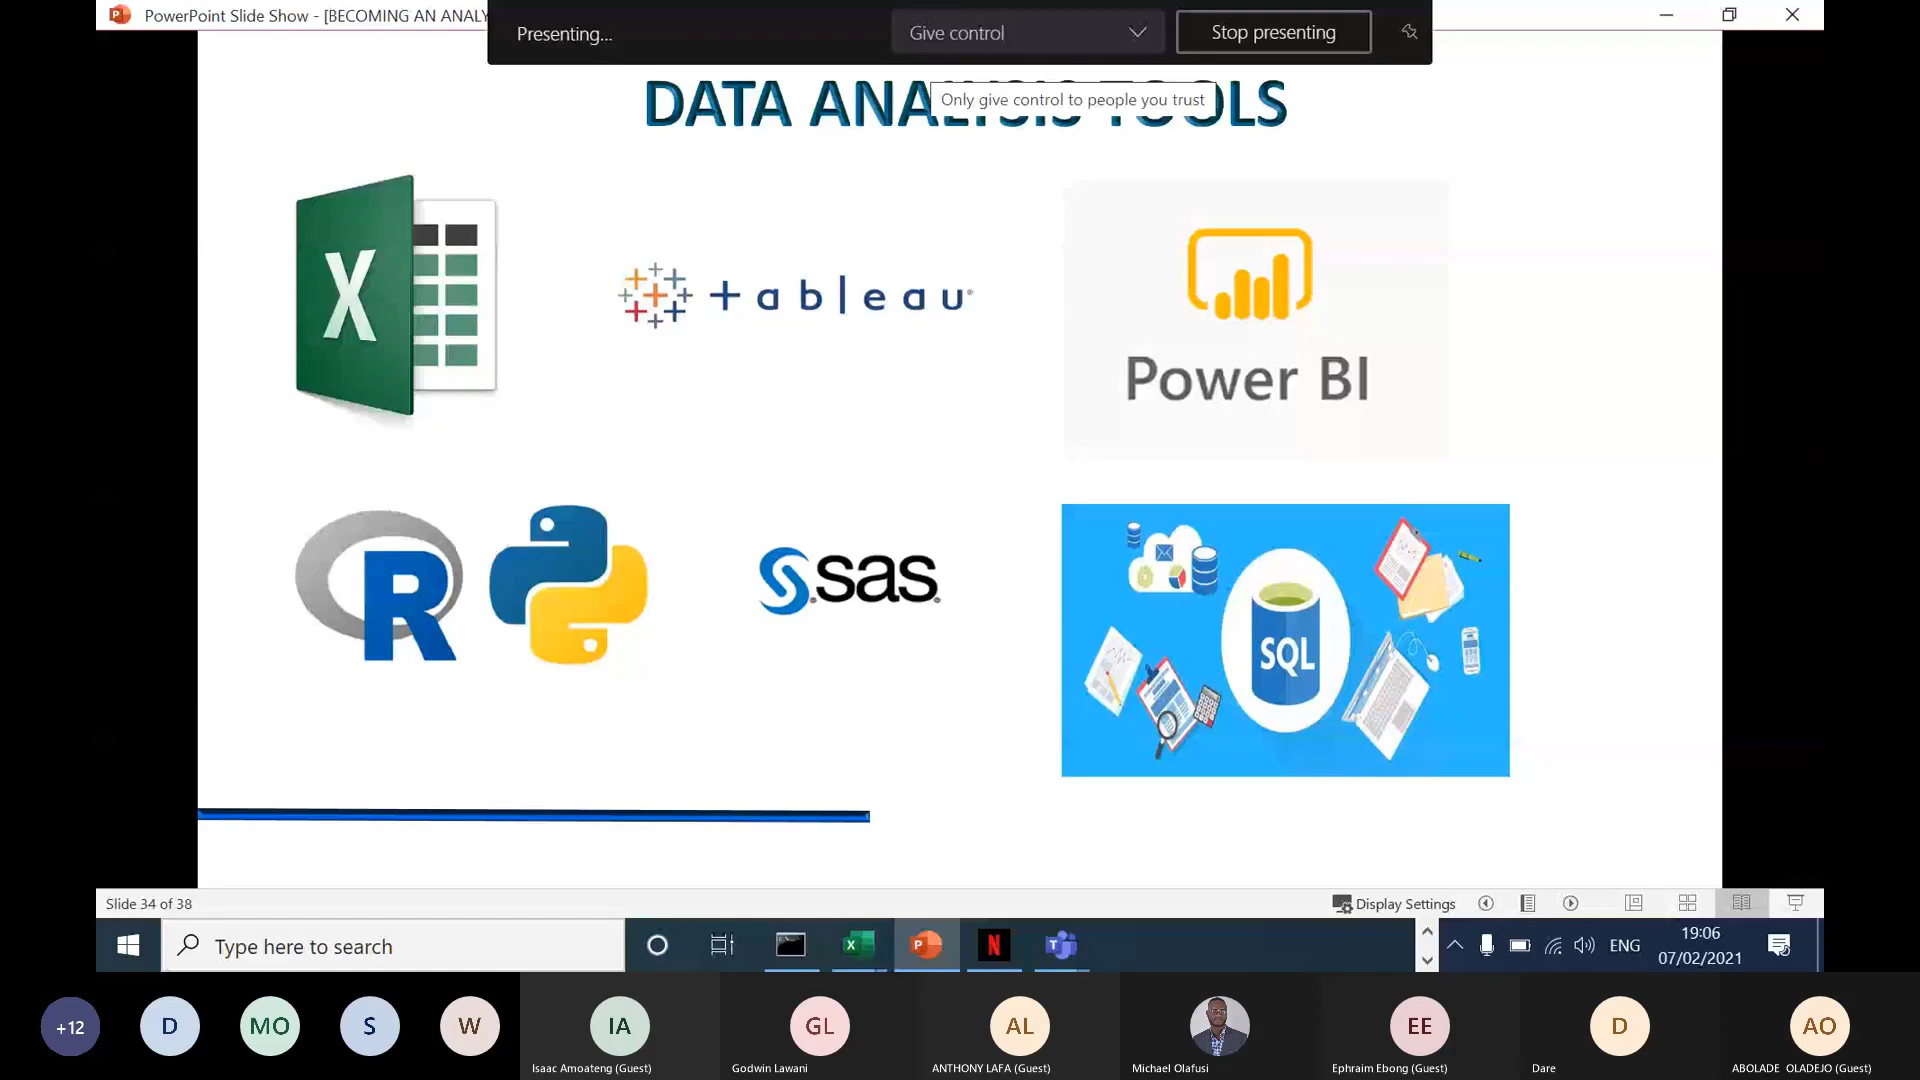 PowerPoint Slide Show - [BECOMING AN ANALY
Presenting...
Give control
Stop presenting
DATA ANALYSIS TOOLS
Only give control to people you trust
X
+ableau
Power BI
R
sas
SQL
Slide 34 of 38
Display Settings
Type here to search
ENG
19:06
07/02/2021
+12
D
MO
S
W
IA
GL
AL
EE
D
AO
Isaac Amoateng (Guest)
Godwin Lawani
ANTHONY LAFA (Guest)
Michael Olafusi
Ephraim Ebong (Guest)
Dare
ABOLADE OLADEJO (Guest)